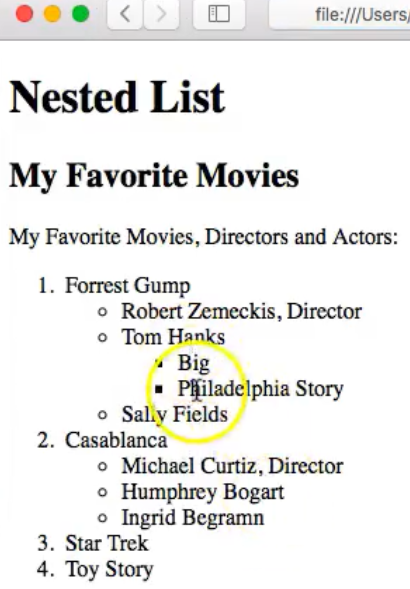 file:///Users/
Nested List
My Favorite Movies
My Favorite Movies, Directors and Actors:
1. Forrest Gump
Robert Zemeckis, Director
Tom Hanks
Big
Philadelphia Story
Sally Fields
2. Casablanca
Michael Curtiz, Director
Humphrey Bogart
Ingrid Begramn
3. Star Trek
4. Toy Story